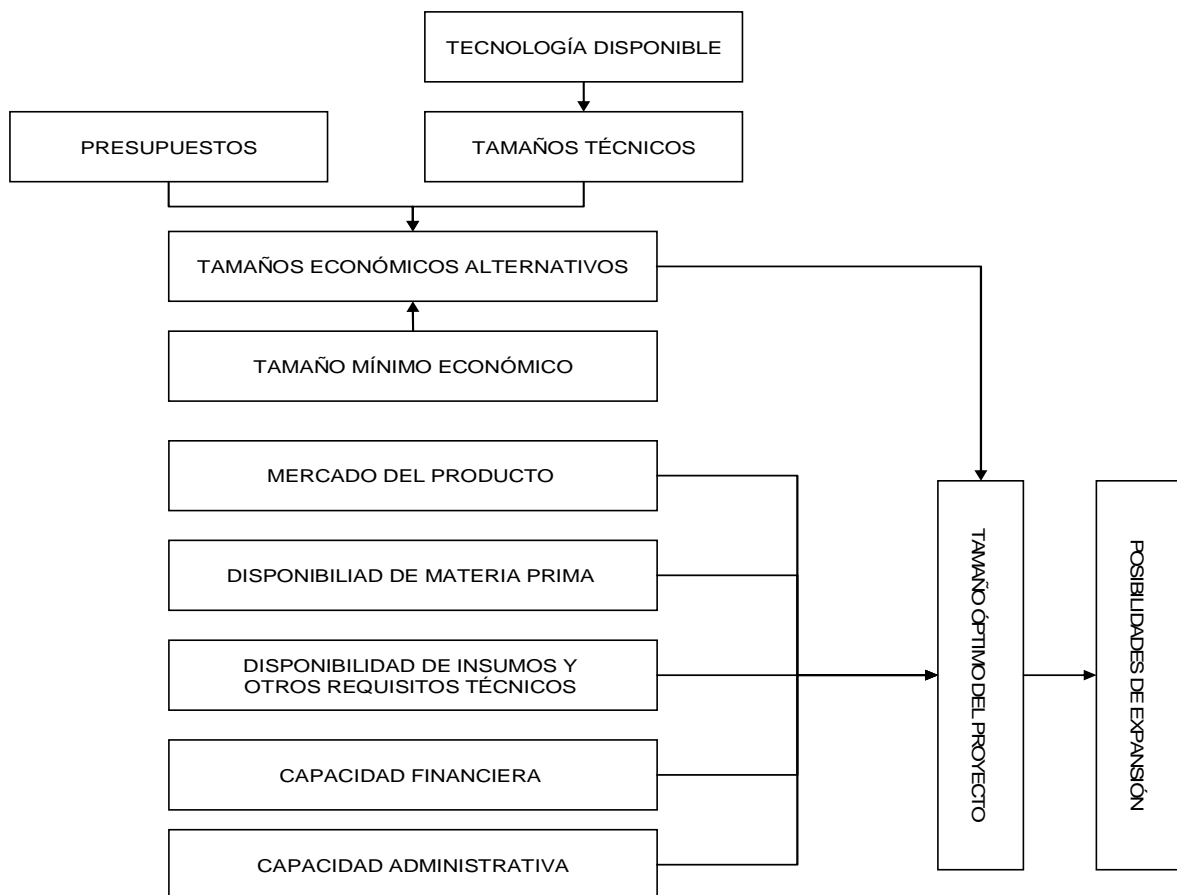 TECNOLOGÍA DISPONIBLE
PRESUPUESTOS
TAMAÑOS TÉCNICOS
TAMAÑOS ECONÓMICOS ALTERNATIVOS
TAMAÑO MÍNIMO ECONÓMICO
MERCADO DEL PRODUCTO
DISPONIBILIAD DE MATERIA PRIMA
DISPONIBILIDAD DE INSUMOS Y
OTROS REQUISITOS TÉCNICOS
CAPACIDAD FINANCIERA
CAPACIDAD ADMINISTRATIVA
TAMAÑO ÓPTIMO DEL PROYECTO
POSIBILIDADES DE EXPANSIÓN